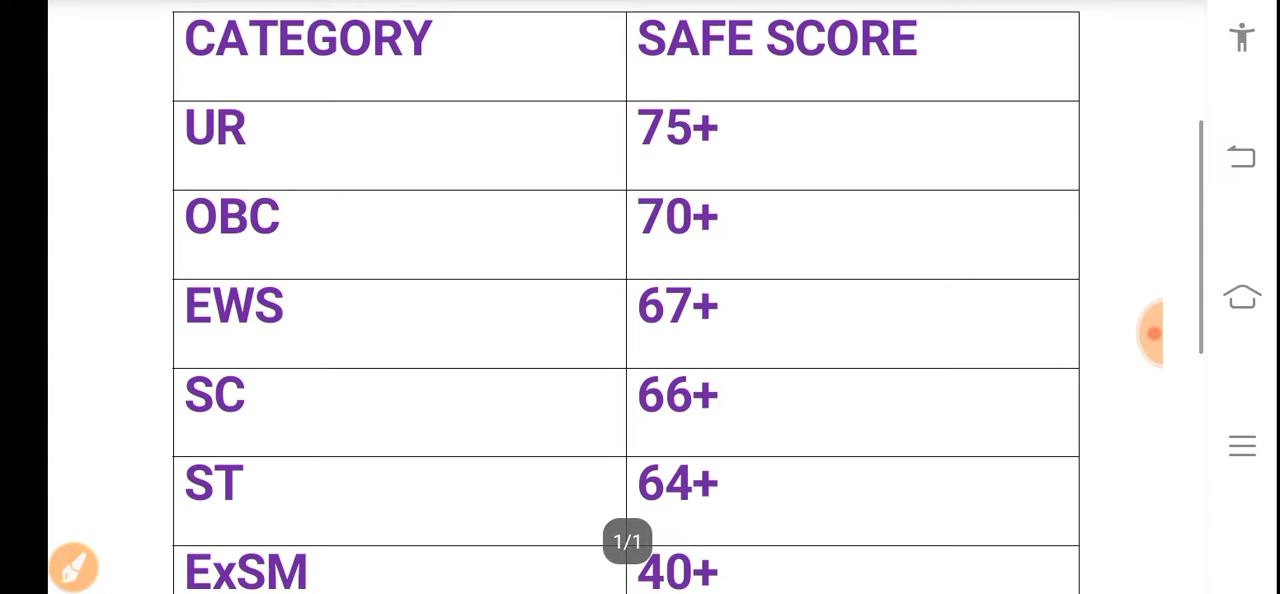 CATEGORY SAFE SCORE
UR 75+
OBC 70+
EWS 67+
SC 66+
ST 64+
1/1
ExSM 40+